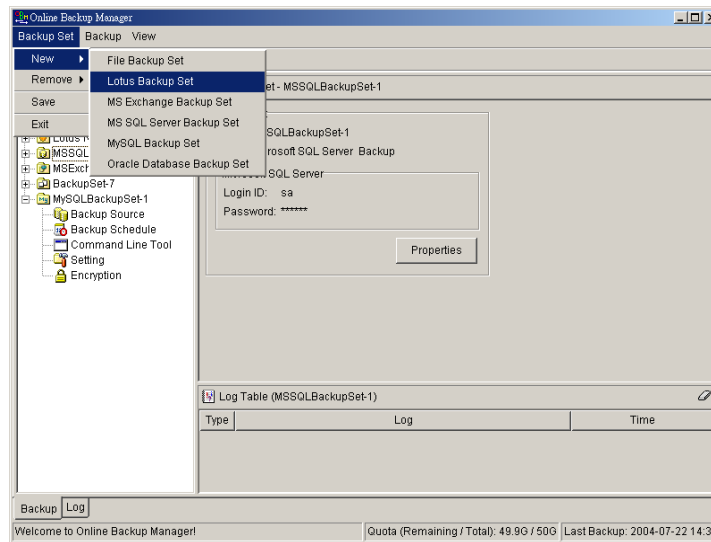 Online Backup Manager
Backup Set Backup View
New
Remove
Save
Exit
File Backup Set
Lotus Backup Set
MS Exchange Backup Set
MS SQL Server Backup Set
MySQL Backup Set
Oracle Database Backup Set
et - MSSQLBackupSet-1
SQLBackupSet-1
rosoft SQL Server Backup
Microsoft SQL Server
Login ID: sa
Password: ******
Properties
Lotus N
MSSQL
MSExch
BackupSet-7
MySQLBackupSet-1
Backup Source
Backup Schedule
Command Line Tool
Setting
Encryption
Log Table (MSSQLBackupSet-1)
Type Log Time
Backup Log
Welcome to Online Backup Manager!
Quota (Remaining / Total): 49.9G / 50G
Last Backup: 2004-07-22 14:3